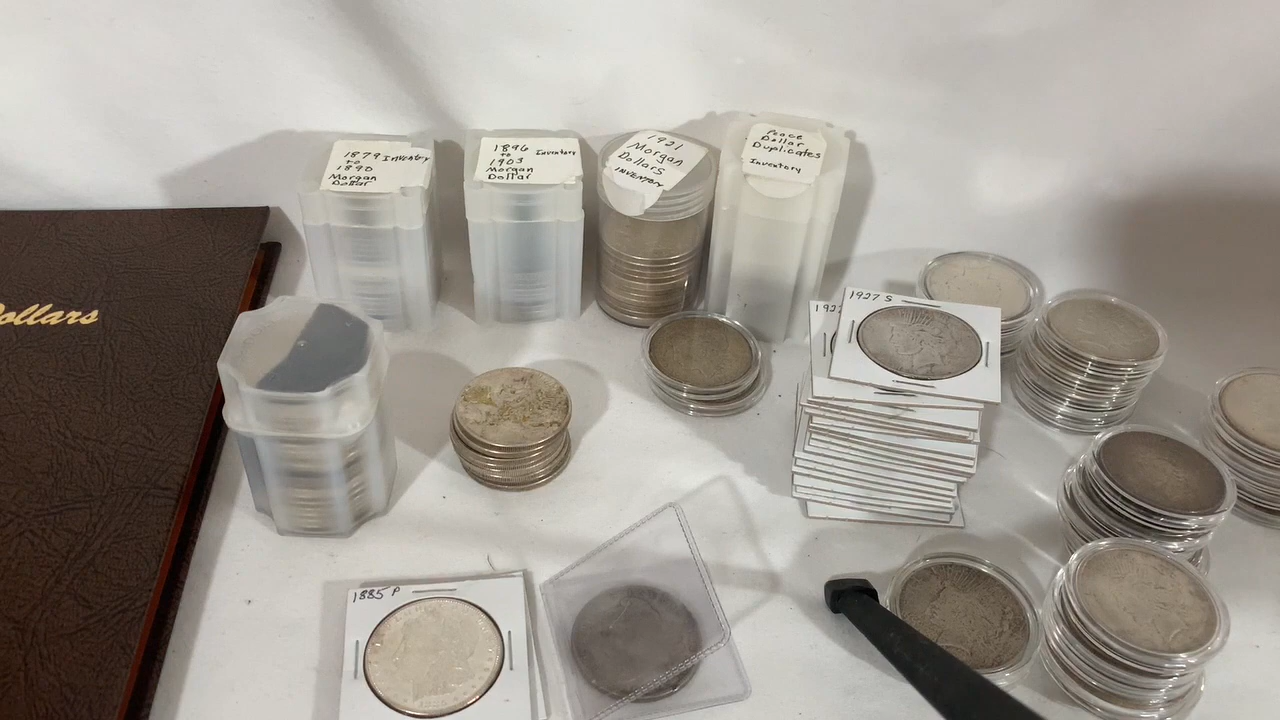 1879 Inventory
to
1890
Morgan
Dollar
1896 Inventory
to
1903
Morgan
Dollar
1921
Morgan
Dollars
INVENTORY
Peace
Dollar
Duplicates
Inventory
ollars
192
1927 S
1885 P